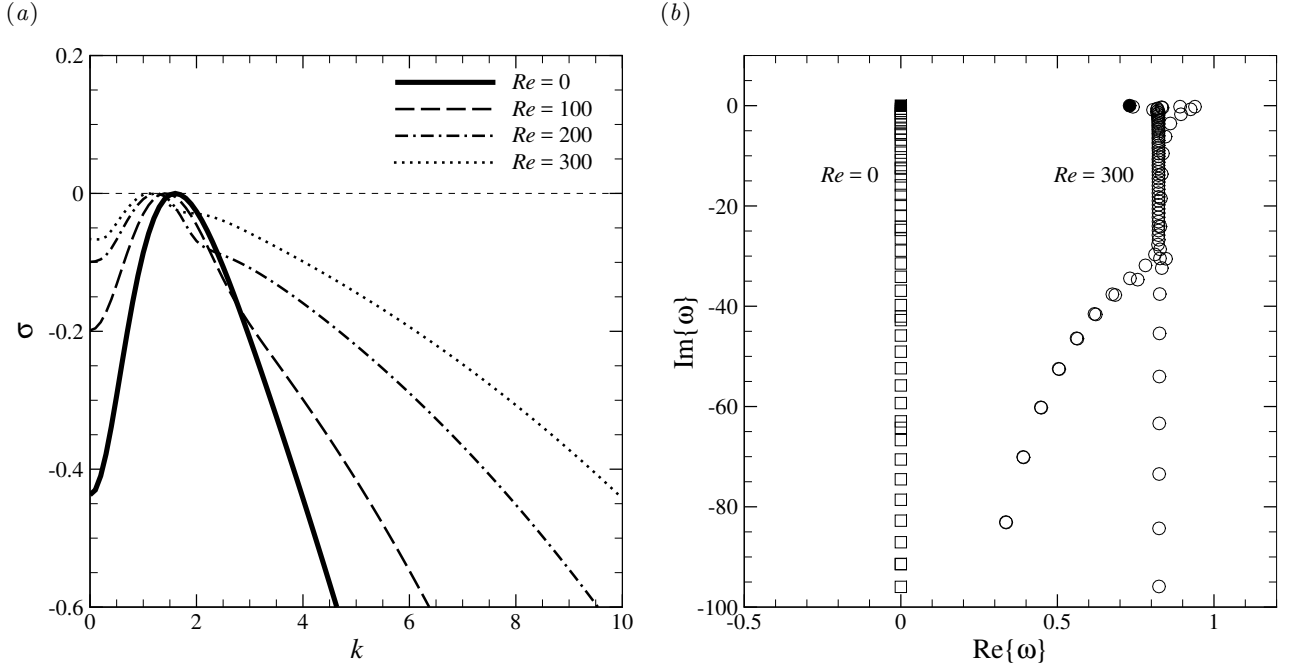 (a)
(b)
0.2
0
-0.2
-0.4
-0.6
σ
0
2
4
6
8
10
k
Re = 0
Re = 100
Re = 200
Re = 300
0
-20
-40
-60
-80
-100
Im{ω}
-0.5
0
0.5
1
Re{ω}
Re = 0
Re = 300